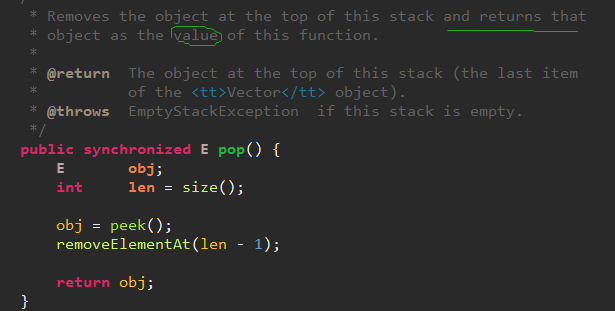 * Removes the object at the top of this stack and returns that
* object as the value of this function.
*
* @return  The object at the top of this stack (the last item
*          of the <tt>Vector</tt> object).
* @throws  EmptyStackException  if this stack is empty.
*/
public synchronized E pop() {
    E       obj;
    int     len = size();

    obj = peek();
    removeElementAt(len - 1);

    return obj;
}